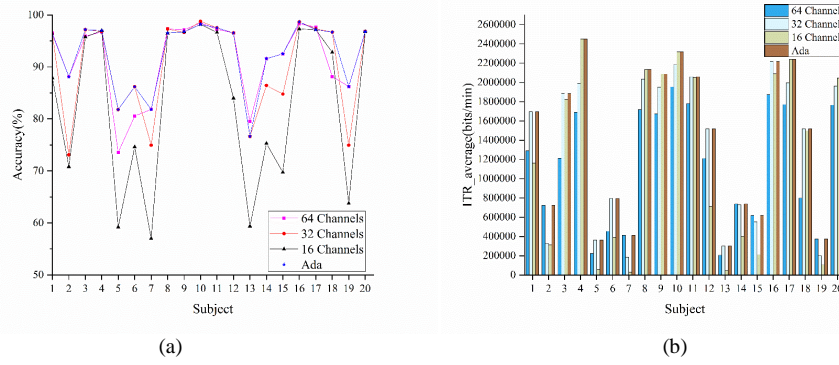 100
90
80
70
60
50
Accuracy(%)
64 Channels
32 Channels
16 Channels
Ada
1 2 3 4 5 6 7 8 9 10 11 12 13 14 15 16 17 18 19 20
Subject
(a)
2600000
2400000
2200000
2000000
1800000
1600000
1400000
1200000
1000000
800000
600000
400000
200000
0
ITR_average(bits/min)
64 Channel
32 Channel
16 Channel
Ada
1 2 3 4 5 6 7 8 9 10 11 12 13 14 15 16 17 18 19 20
Subject
(b)